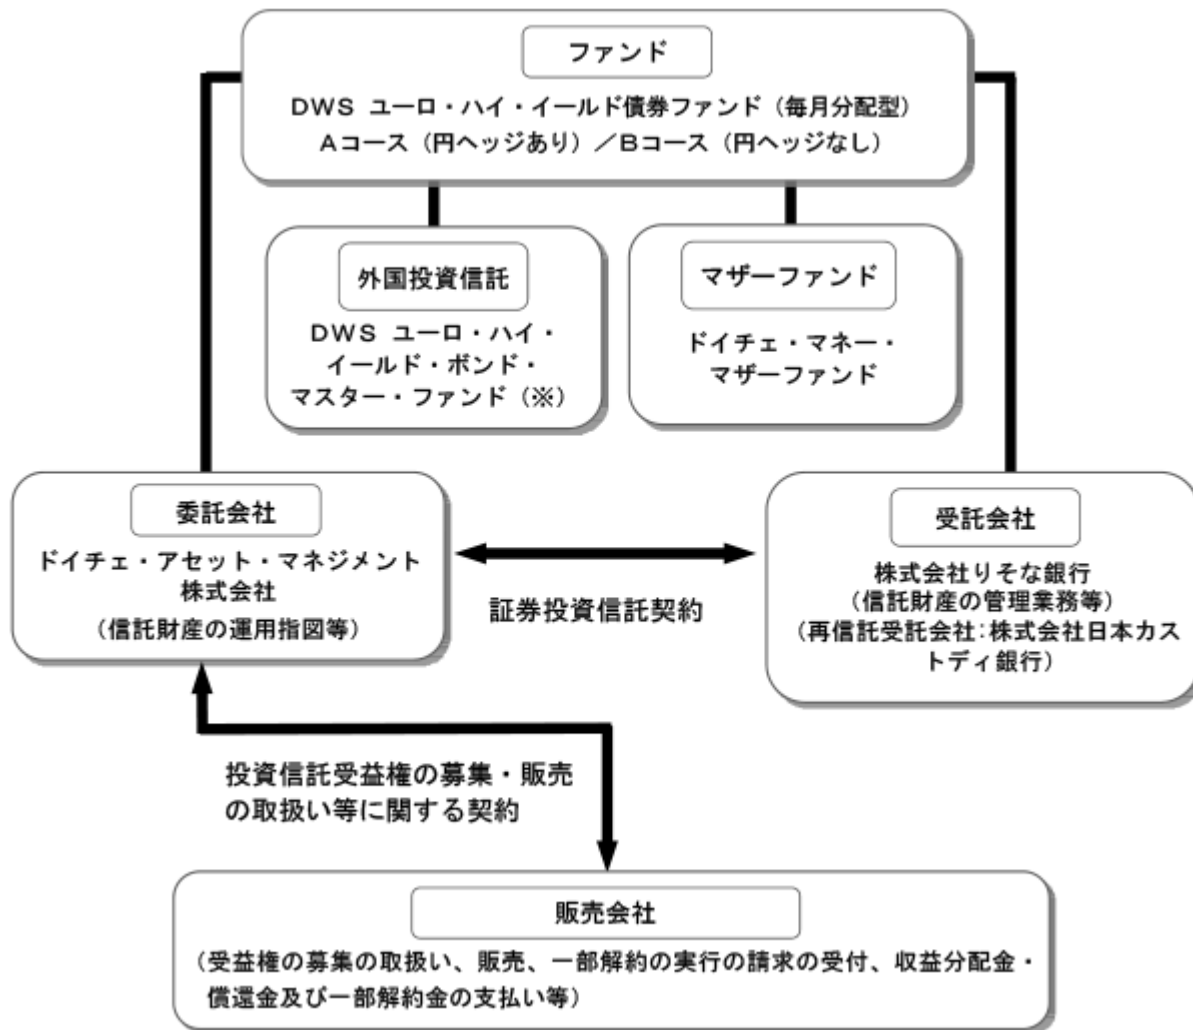 ファンド
DWS ユーロ・ハイ・イールド債券ファンド（毎月分配型）
Aコース（円ヘッジあり）／Bコース（円ヘッジなし）
外国投資信託
DWS ユーロ・ハイ・
イールド・ボンド・
マスター・ファンド（※）
マザーファンド
ドイチェ・マネー・
マザーファンド
委託会社
ドイチェ・アセット・マネジメント
株式会社
（信託財産の運用指図等）
証券投資信託契約
受託会社
株式会社りそな銀行
（信託財産の管理業務等）
（再信託受託会社：株式会社日本カス
トディ銀行）
投資信託受益権の募集・販売
の取扱い等に関する契約
販売会社
（受益権の募集の取扱い、販売、一部解約の実行の請求の受付、収益分配金・
償還金及び一部解約金の支払い等）